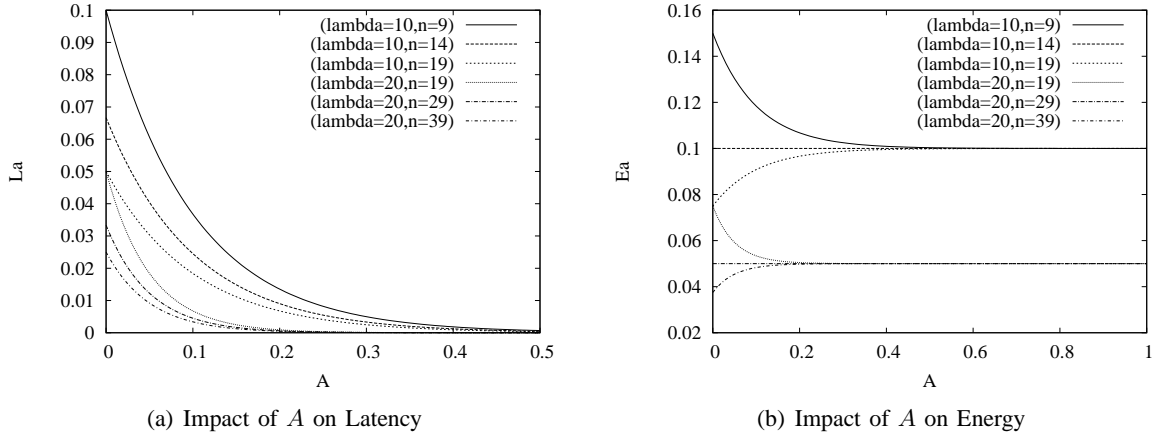 0.1
0.09
0.08
0.07
0.06
0.05
0.04
0.03
0.02
0.01
0
La
(lambda=10,n=9)
(lambda=10,n=14)
(lambda=10,n=19)
(lambda=20,n=19)
(lambda=20,n=29)
(lambda=20,n=39)
0 0.1 0.2 0.3 0.4 0.5
A
(a) Impact of A on Latency
0.16
0.14
0.12
0.1
0.08
0.06
0.04
0.02
Ea
(lambda=10,n=9)
(lambda=10,n=14)
(lambda=10,n=19)
(lambda=20,n=19)
(lambda=20,n=29)
(lambda=20,n=39)
0 0.2 0.4 0.6 0.8 1
A
(b) Impact of A on Energy